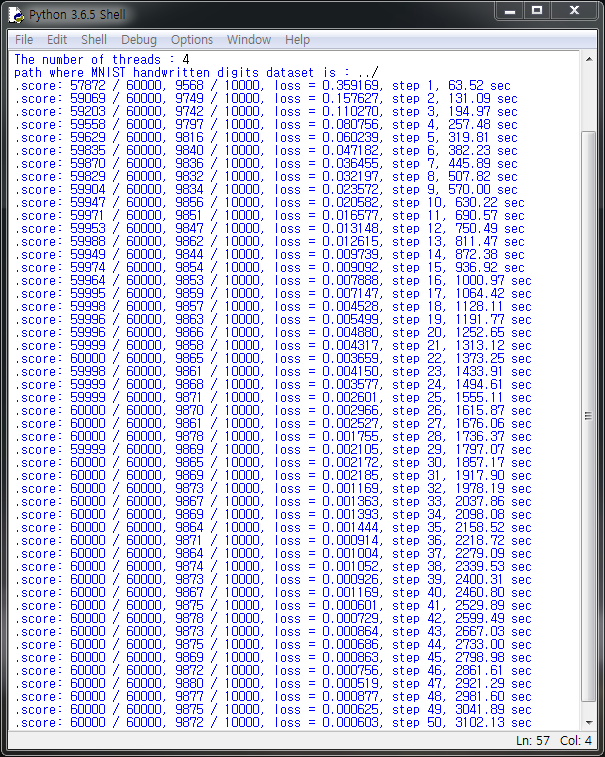 Python 3.6.5 Shell
File Edit Shell Debug Options Window Help
The number of threads : 4
path where MNIST handwritten digits dataset is : ../
.score: 57872 / 60000, 9568 / 10000, loss = 0.359169, step 1, 63.52 sec
.score: 59069 / 60000, 9749 / 10000, loss = 0.157627, step 2, 131.09 sec
.score: 59203 / 60000, 9742 / 10000, loss = 0.110270, step 3, 194.97 sec
.score: 59558 / 60000, 9797 / 10000, loss = 0.080756, step 4, 257.48 sec
.score: 59629 / 60000, 9816 / 10000, loss = 0.060239, step 5, 319.81 sec
.score: 59835 / 60000, 9840 / 10000, loss = 0.047182, step 6, 382.23 sec
.score: 59870 / 60000, 9836 / 10000, loss = 0.036455, step 7, 445.89 sec
.score: 59829 / 60000, 9832 / 10000, loss = 0.032197, step 8, 507.82 sec
.score: 59904 / 60000, 9834 / 10000, loss = 0.023572, step 9, 570.00 sec
.score: 59947 / 60000, 9856 / 10000, loss = 0.020582, step 10, 630.22 sec
.score: 59971 / 60000, 9851 / 10000, loss = 0.016577, step 11, 690.57 sec
.score: 59953 / 60000, 9847 / 10000, loss = 0.013148, step 12, 750.49 sec
.score: 59988 / 60000, 9862 / 10000, loss = 0.012615, step 13, 811.47 sec
.score: 59949 / 60000, 9844 / 10000, loss = 0.009739, step 14, 872.38 sec
.score: 59974 / 60000, 9854 / 10000, loss = 0.009092, step 15, 936.92 sec
.score: 59964 / 60000, 9853 / 10000, loss = 0.007888, step 16, 1000.97 sec
.score: 59995 / 60000, 9859 / 10000, loss = 0.007147, step 17, 1064.42 sec
.score: 59998 / 60000, 9857 / 10000, loss = 0.004528, step 18, 1128.11 sec
.score: 59996 / 60000, 9863 / 10000, loss = 0.005499, step 19, 1191.77 sec
.score: 59996 / 60000, 9866 / 10000, loss = 0.004880, step 20, 1252.65 sec
.score: 59999 / 60000, 9858 / 10000, loss = 0.004317, step 21, 1313.12 sec
.score: 60000 / 60000, 9865 / 10000, loss = 0.003659, step 22, 1373.25 sec
.score: 59998 / 60000, 9861 / 10000, loss = 0.004150, step 23, 1433.91 sec
.score: 59999 / 60000, 9868 / 10000, loss = 0.003577, step 24, 1494.61 sec
.score: 59999 / 60000, 9871 / 10000, loss = 0.002601, step 25, 1555.11 sec
.score: 60000 / 60000, 9870 / 10000, loss = 0.002966, step 26, 1615.87 sec
.score: 60000 / 60000, 9861 / 10000, loss = 0.002527, step 27, 1676.06 sec
.score: 60000 / 60000, 9878 / 10000, loss = 0.001755, step 28, 1736.37 sec
.score: 59999 / 60000, 9869 / 10000, loss = 0.002105, step 29, 1797.07 sec
.score: 60000 / 60000, 9865 / 10000, loss = 0.002172, step 30, 1857.17 sec
.score: 60000 / 60000, 9869 / 10000, loss = 0.002185, step 31, 1917.90 sec
.score: 60000 / 60000, 9873 / 10000, loss = 0.001169, step 32, 1978.19 sec
.score: 60000 / 60000, 9867 / 10000, loss = 0.001363, step 33, 2037.86 sec
.score: 60000 / 60000, 9869 / 10000, loss = 0.001393, step 34, 2098.08 sec
.score: 60000 / 60000, 9864 / 10000, loss = 0.001444, step 35, 2158.52 sec
.score: 60000 / 60000, 9871 / 10000, loss = 0.000914, step 36, 2218.72 sec
.score: 60000 / 60000, 9864 / 10000, loss = 0.001004, step 37, 2279.09 sec
.score: 60000 / 60000, 9874 / 10000, loss = 0.001052, step 38, 2339.53 sec
.score: 60000 / 60000, 9873 / 10000, loss = 0.000926, step 39, 2400.31 sec
.score: 60000 / 60000, 9867 / 10000, loss = 0.001169, step 40, 2460.80 sec
.score: 60000 / 60000, 9875 / 10000, loss = 0.000601, step 41, 2529.89 sec
.score: 60000 / 60000, 9878 / 10000, loss = 0.000729, step 42, 2599.49 sec
.score: 60000 / 60000, 9873 / 10000, loss = 0.000864, step 43, 2667.03 sec
.score: 60000 / 60000, 9875 / 10000, loss = 0.000686, step 44, 2733.00 sec
.score: 60000 / 60000, 9869 / 10000, loss = 0.000863, step 45, 2798.98 sec
.score: 60000 / 60000, 9872 / 10000, loss = 0.000756, step 46, 2861.61 sec
.score: 60000 / 60000, 9880 / 10000, loss = 0.000519, step 47, 2921.29 sec
.score: 60000 / 60000, 9877 / 10000, loss = 0.000877, step 48, 2981.60 sec
.score: 60000 / 60000, 9875 / 10000, loss = 0.000625, step 49, 3041.89 sec
.score: 60000 / 60000, 9872 / 10000, loss = 0.000603, step 50, 3102.13 sec
Ln: 57 Col: 4